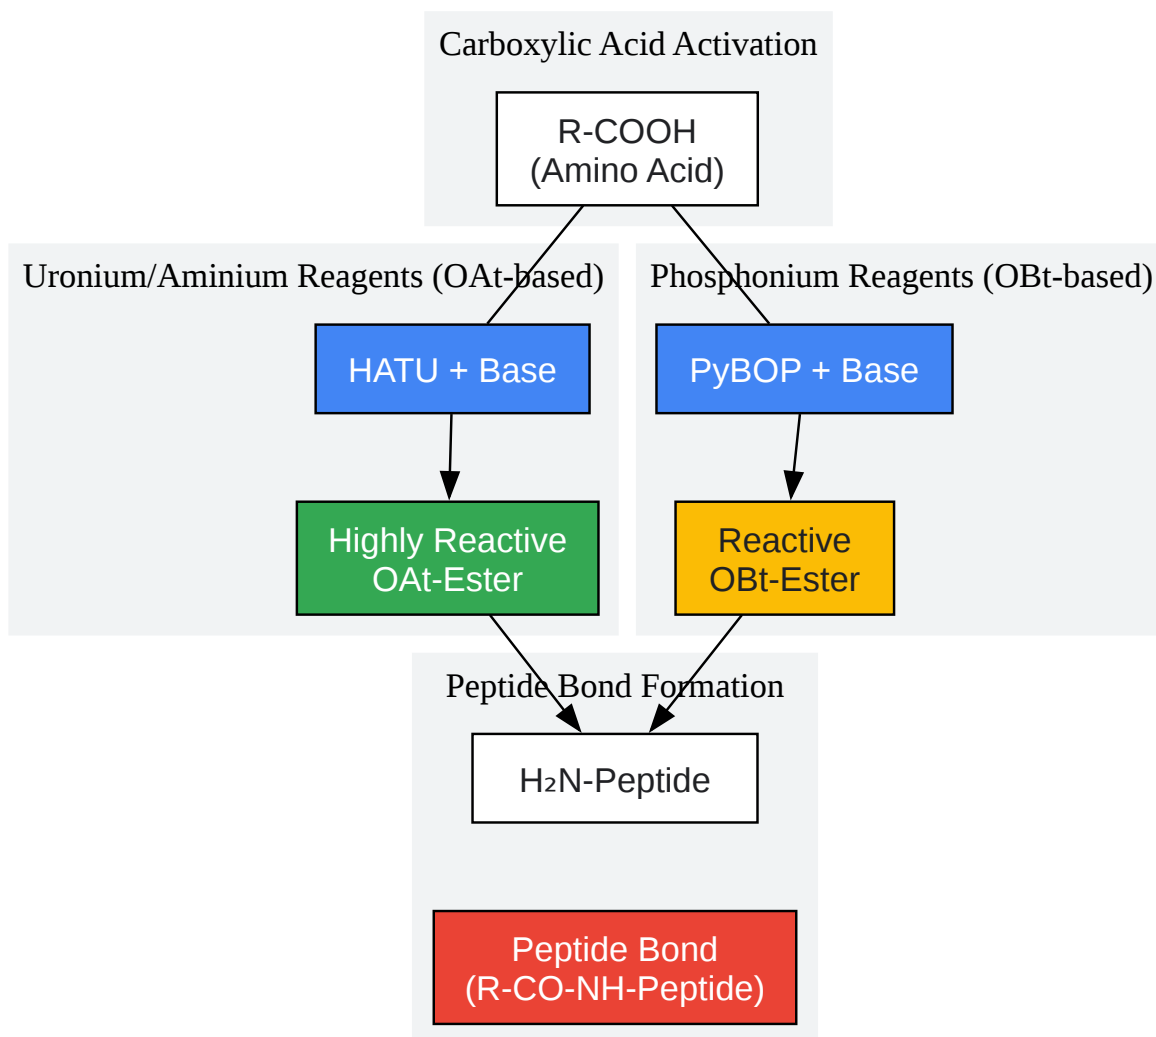 Carboxylic Acid Activation
R-COOH
(Amino Acid)
Uronium/Aminium Reagents (OAt-based)
Phosphonium Reagents (OBt-based)
HATU + Base
PyBOP + Base
Highly Reactive
OAt-Ester
Reactive
OBt-Ester
Peptide Bond Formation
H₂N-Peptide
Peptide Bond
(R-CO-NH-Peptide)